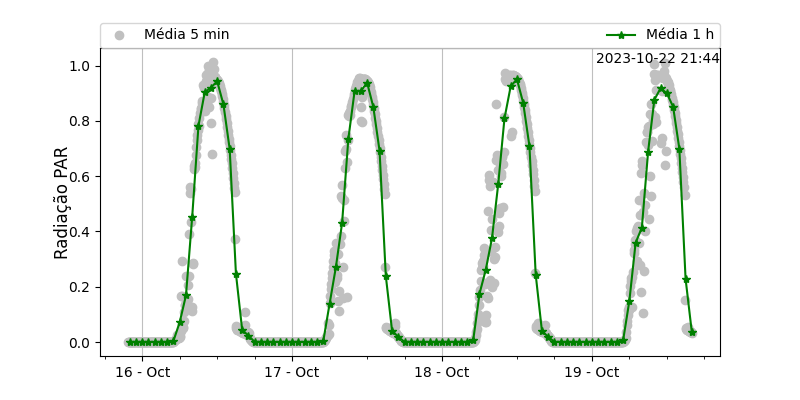 Média 5 min
Média 1 h
2023-10-22 21:44
Radiação PAR
1.0
0.8
0.6
0.4
0.2
0.0
16 - Oct
17 - Oct
18 - Oct
19 - Oct